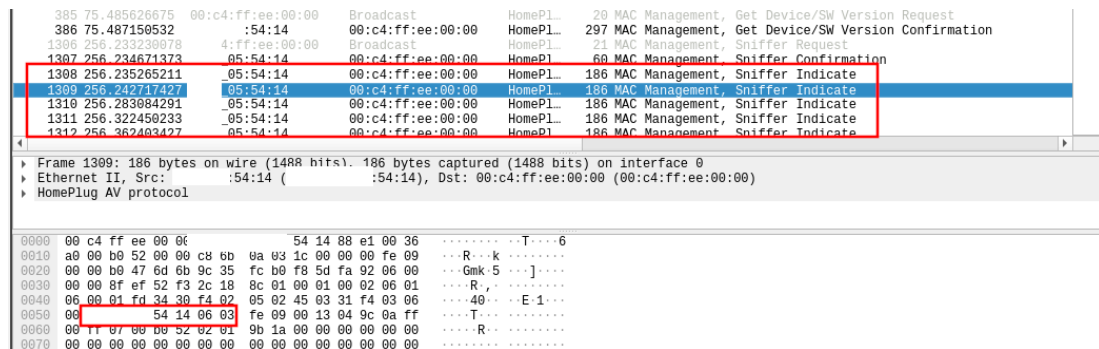 385 75.485626675 00:c4:ff:ee:00:00 Broadcast HomePl… 20 MAC Management, Get Device/SW Version Request
386 75.487150532 :54:14 00:c4:ff:ee:00:00 HomePl… 297 MAC Management, Get Device/SW Version Confirmation
1306 256.233230078 4:ff:ee:00:00 Broadcast HomePl… 21 MAC Management, Sniffer Request
1307 256.234671373 _05:54:14 00:c4:ff:ee:00:00 HomePl… 60 MAC Management, Sniffer Confirmation
1308 256.235265211 _05:54:14 00:c4:ff:ee:00:00 HomePl… 186 MAC Management, Sniffer Indicate
1309 256.242717427 _05:54:14 00:c4:ff:ee:00:00 HomePl… 186 MAC Management, Sniffer Indicate
1310 256.283084291 _05:54:14 00:c4:ff:ee:00:00 HomePl… 186 MAC Management, Sniffer Indicate
1311 256.322450233 _05:54:14 00:c4:ff:ee:00:00 HomePl… 186 MAC Management, Sniffer Indicate
1312 256.362403427 _05:54:14 00:c4:ff:ee:00:00 HomePl… 186 MAC Management, Sniffer Indicate
Frame 1309: 186 bytes on wire (1488 bits), 186 bytes captured (1488 bits) on interface 0
Ethernet II, Src: :54:14 ( :54:14), Dst: 00:c4:ff:ee:00:00 (00:c4:ff:ee:00:00)
HomePlug AV protocol
0000 00 c4 ff ee 00 00 54 14 88 e1 00 36 ········ ··T····6
0010 a0 00 b0 52 00 00 c8 6b 0a 03 1c 00 00 00 fe 09 ···R···k ········
0020 00 00 b0 47 6d 6b 9c 35 fc b0 f8 5d fa 92 06 00 ···Gmk·5 ···]····
0030 00 00 8f ef 52 f3 2c 18 8c 01 00 01 00 02 06 01 ····R·,· ········
0040 06 00 01 fd 34 30 f4 02 05 02 45 03 31 f4 03 06 ····40·· ··E·1···
0050 00 54 14 06 03 fe 09 00 13 04 9c 0a ff ····T··· ········
0060 00 ff 07 00 b0 52 02 01 9b 1a 00 00 00 00 00 00 ·····R·· ········
0070 00 00 00 00 00 00 00 00 00 00 00 00 00 00 00 00 ········ ········